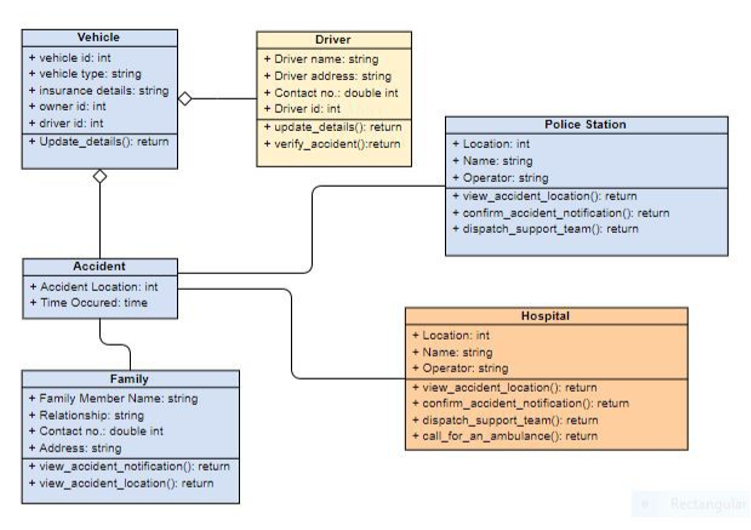 Vehicle
+ vehicle id: int
+ vehicle type: string
+ insurance details: string
+ owner id: int
+ driver id: int
+ Update_details(): return
Driver
+ Driver name: string
+ Driver address: string
+ Contact no.: double int
+ Driver id: int
+ update_details(): return
+ verify_accident():return
Police Station
+ Location: int
+ Name: string
+ Operator: string
+ view_accident_location(): return
+ confirm_accident_notification(): return
+ dispatch_support_team(): return
Accident
+ Accident Location: int
+ Time Occured: time
Hospital
+ Location: int
+ Name: string
+ Operator: string
+ view_accident_location(): return
+ confirm_accident_notification(): return
+ dispatch_support_team(): return
+ call_for_an_ambulance(): return
Family
+ Family Member Name: string
+ Relationship: string
+ Contact no.: double int
+ Address: string
+ view_accident_notification(): return
+ view_accident_location(): return
Rectangular